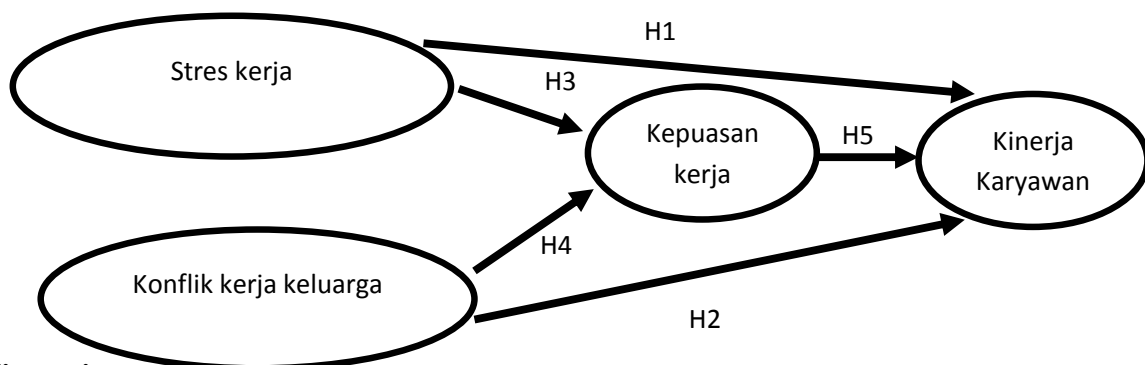 H1
Stres kerja
H3
Kepuasan
kerja
H5
Kinerja
Karyawan
H4
Konflik kerja keluarga
H2